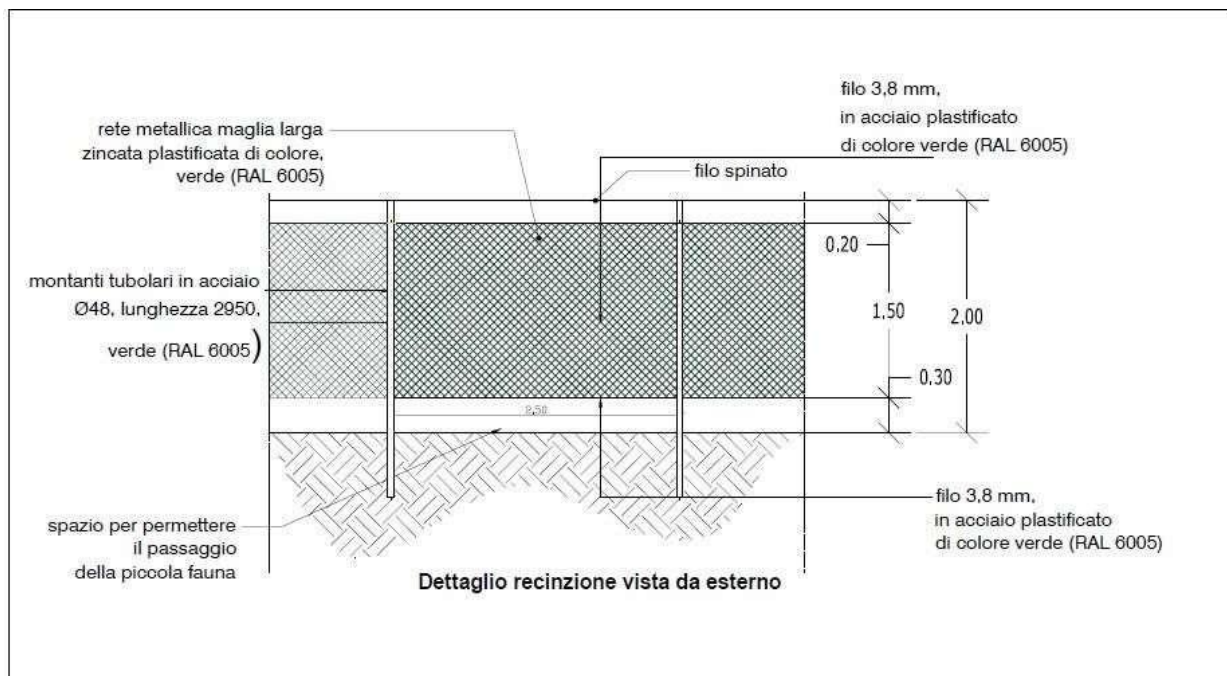 filo 3,8 mm,
in acciaio plastificato
di colore verde (RAL 6005)
rete metallica maglia larga
zincata plastificata di colore,
verde (RAL 6005)
filo spinato
0,20
montanti tubolari in acciaio
Ø48, lunghezza 2950,
verde (RAL 6005)
1,50
2,00
0,30
2,50
filo 3,8 mm,
in acciaio plastificato
di colore verde (RAL 6005)
spazio per permettere
il passaggio
della piccola fauna
Dettaglio recinzione vista da esterno